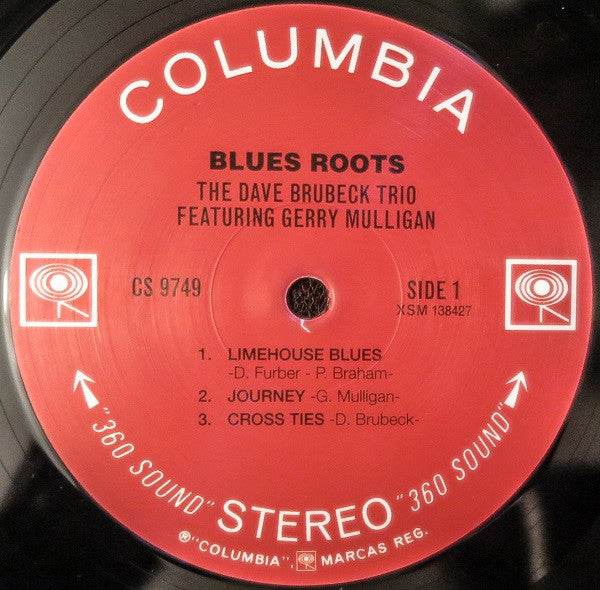 COLUMBIA
BLUES ROOTS
THE DAVE BRUBECK TRIO
FEATURING GERRY MULLIGAN
CS 9749
SIDE 1
XSM 138427
1. LIMEHOUSE BLUES
-D. Furber - P. Braham-
2. JOURNEY -G. Mulligan-
3. CROSS TIES -D. Brubeck-
"360 SOUND" STEREO "360 SOUND"
℗"COLUMBIA", MARCAS REG.